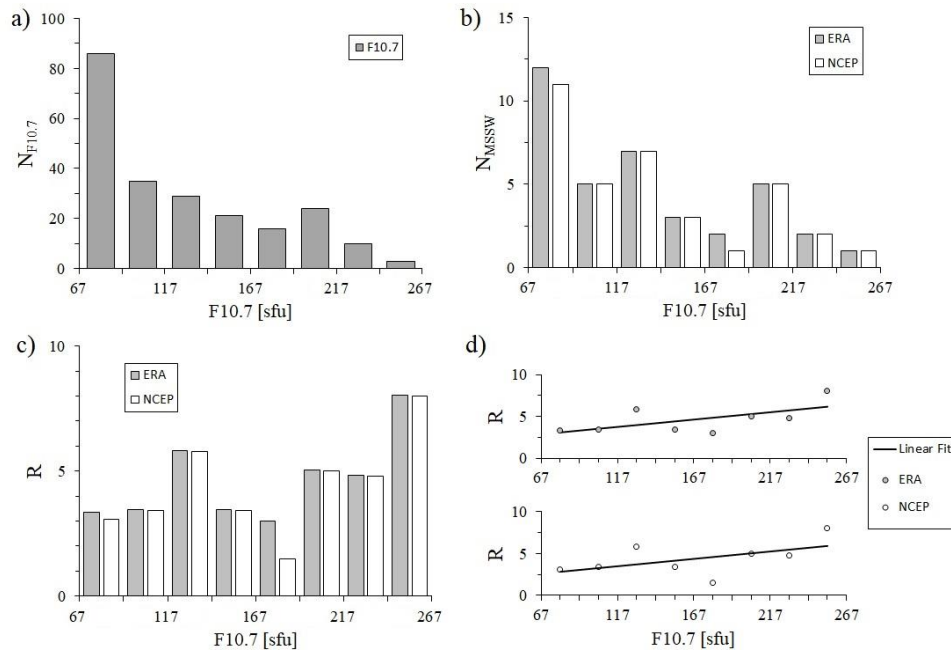 a)
100
80
60
40
20
0
N_F10.7
F10.7
67 117 167 217 267
F10.7 [sfu]
b)
15
10
5
0
N_MSSW
ERA
NCEP
67 117 167 217 267
F10.7 [sfu]
c)
10
5
0
R
ERA
NCEP
67 117 167 217 267
F10.7 [sfu]
d)
10
5
0
R
67 117 167 217 267
10
5
0
R
67 117 167 217 267
F10.7 [sfu]
Linear Fit
ERA
NCEP